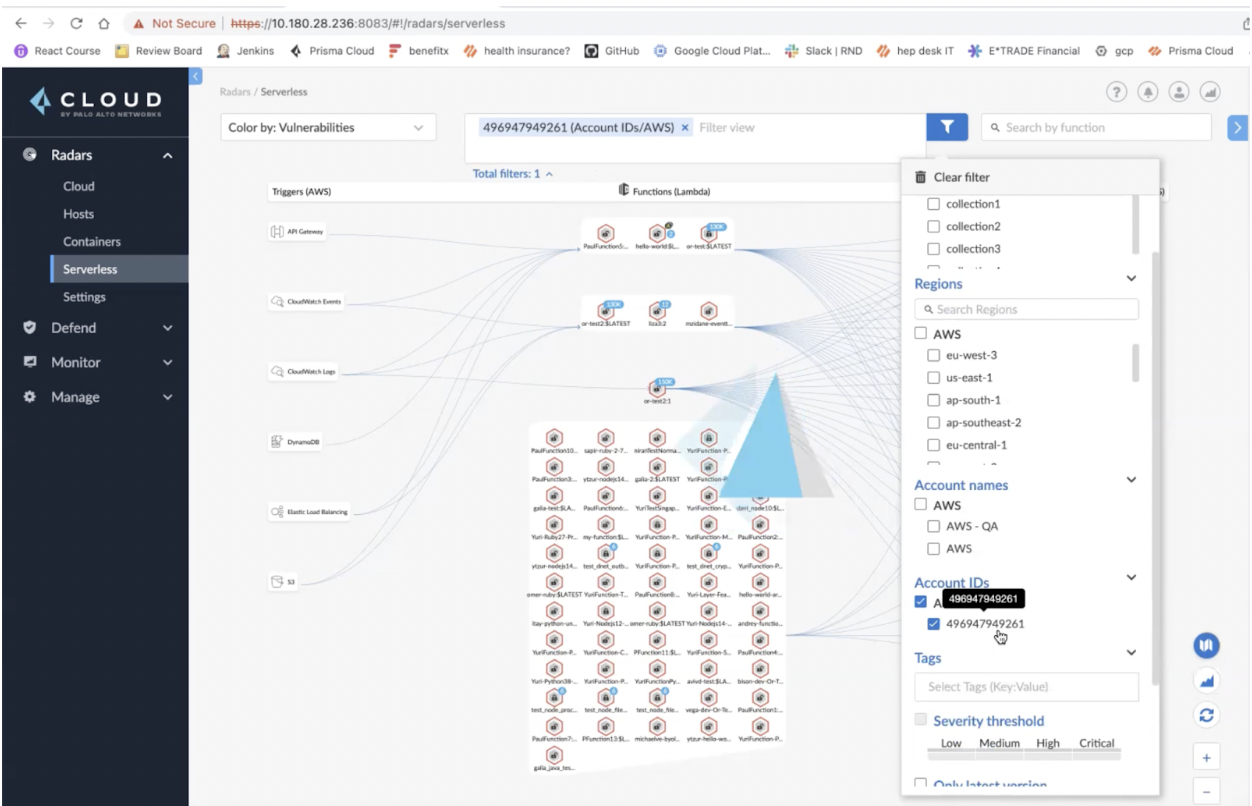 Not Secure | https://10.180.28.236:8083/#!/radars/serverless
React Course Review Board Jenkins Prisma Cloud benefitx health insurance? GitHub Google Cloud Plat... Slack | RND hep desk IT E*TRADE Financial gcp Prisma Cloud
CLOUD
BY PALO ALTO NETWORKS
Radars
Cloud
Hosts
Containers
Serverless
Settings
Defend
Monitor
Manage
Radars / Serverless
Color by: Vulnerabilities
496947949261 (Account IDs/AWS) × Filter view
Search by function
Total filters: 1
Triggers (AWS)
Functions (Lambda)
API Gateway
CloudWatch Events
CloudWatch Logs
DynamoDB
Elastic Load Balancing
S3
130K
PaulFunction5:... hello-world:$L... or-test:$LATEST
130K 12
or-test2:$LATEST liza3:2
130K
or-test2:1
PaulFunction10... sapir-ruby-2-7... YuriFunction-P...
PaulFunction3:... ytzur-nodejs14... galia-2:$LATEST
galia-test:$LA... PaulFunction6:... YuriTestSingap... YuriFunction-E... dani_node10:$L...
Yuri-Ruby27-Pr... my-function:$L... YuriFunction-P... YuriFunction-M... PaulFunction2:...
ytzur-nodejs14... test_dnet_outb... YuriFunction-P... test_dnet_cryp... YuriFunction-P...
omer-ruby:$LATEST YuriFunction-T... PaulFunction8:... Yuri-Layer-Fea... hello-world-ar...
itay-python-un... Yuri-Nodejs12-... omer-ruby:$LATEST Yuri-Nodejs14-... andrey-functio...
YuriFunction-P... YuriFunction-C... PFunction11:$L... YuriFunction-S... PaulFunction4:...
Yuri-Python38-... YuriFunction-P... YuriFunctionPy... avivd-test:$LA... bison-dev-Or-T...
test_node_proc... test_node_file... test_node_file... vega-dev-Or-Te... PaulFunction1:...
PaulFunction7:... PFunction13:$L... michaelve-byol... ytzur-hello-wo... YuriFunction-P...
galia_java_tes...
Clear filter
collection1
collection2
collection3
Regions
Search Regions
AWS
eu-west-3
us-east-1
ap-south-1
ap-southeast-2
eu-central-1
Account names
AWS
AWS - QA
AWS
Account IDs
496947949261
496947949261
Tags
Select Tags (Key:Value)
Severity threshold
Low Medium High Critical
Only latest version